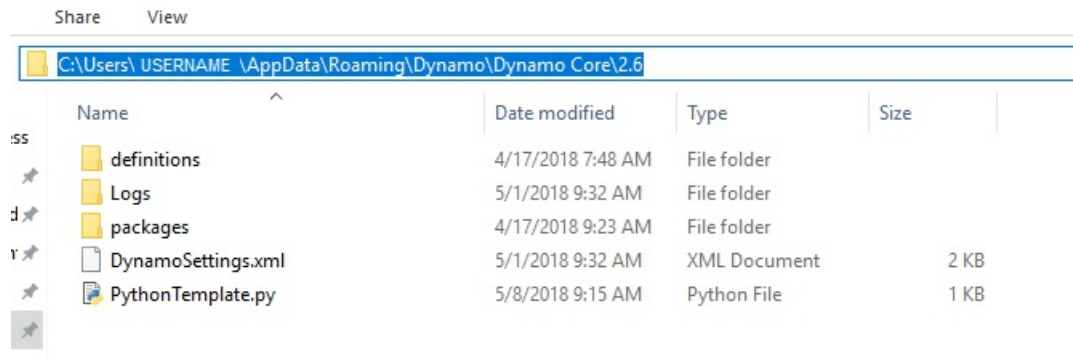 Share View
C:\Users\ USERNAME \AppData\Roaming\Dynamo\Dynamo Core\2.6
Name Date modified Type Size
definitions 4/17/2018 7:48 AM File folder
Logs 5/1/2018 9:32 AM File folder
packages 4/17/2018 9:23 AM File folder
DynamoSettings.xml 5/1/2018 9:32 AM XML Document 2 KB
PythonTemplate.py 5/8/2018 9:15 AM Python File 1 KB